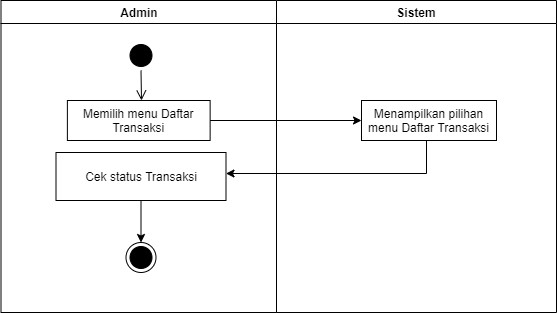 Admin
Sistem
Memilih menu Daftar
Transaksi
Menampilkan pilihan
menu Daftar Transaksi
Cek status Transaksi